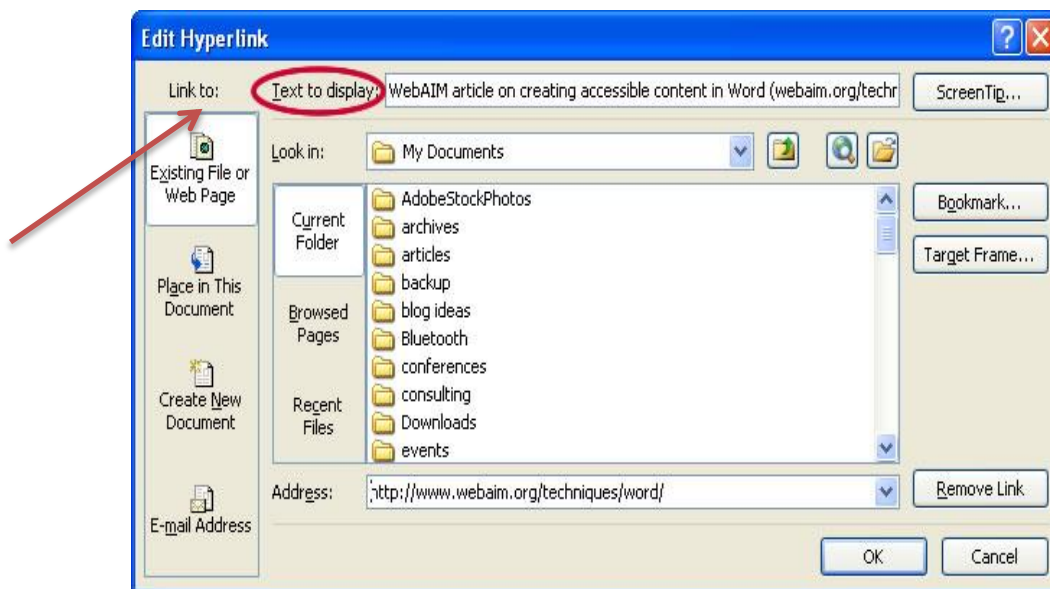 Edit Hyperlink
Link to:
Text to display: WebAIM article on creating accessible content in Word (webaim.org/techr
ScreenTip...
Existing File or
Web Page
Look in:
My Documents
Current
Folder
AdobeStockPhotos
archives
articles
backup
blog ideas
Bluetooth
conferences
consulting
Downloads
events
Bookmark...
Target Frame...
Place in This
Document
Browsed
Pages
Create New
Document
Recent
Files
E-mail Address
Address:
http://www.webaim.org/techniques/word/
Remove Link
OK
Cancel